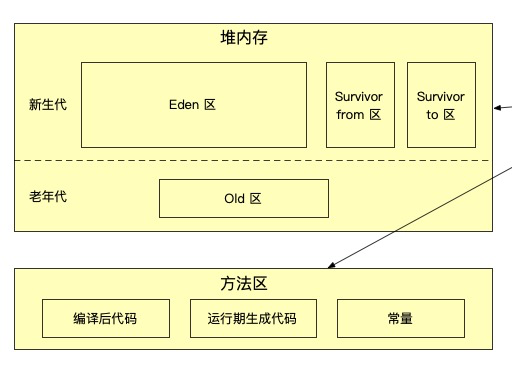 堆内存
新生代
Eden 区
Survivor
from 区
Survivor
to 区
老年代
Old 区
方法区
编译后代码
运行期生成代码
常量